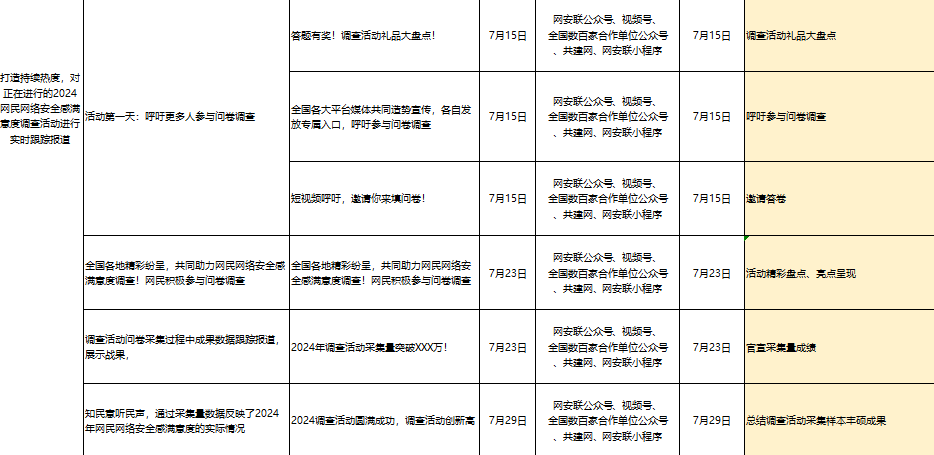 打造持续热度，对
正在进行的2024
网民网络安全感满
意度调查活动进行
实时跟踪报道
活动第一天：呼吁更多人参与问卷调查
答题有奖！调查活动礼品大盘点！
7月15日
网安联公众号、视频号、
全国数百家合作单位公众号
、共建网、网安联小程序
7月15日
调查活动礼品大盘点
全国各大平台媒体共同造势宣传，各自发
放专属入口，呼吁参与问卷调查
7月15日
网安联公众号、视频号、
全国数百家合作单位公众号
、共建网、网安联小程序
7月15日
呼吁参与问卷调查
短视频呼吁，邀请你来填问卷！
7月15日
网安联公众号、视频号、
全国数百家合作单位公众号
、共建网、网安联小程序
7月15日
邀请答卷
全国各地精彩纷呈，共同助力网民网络安全感
满意度调查！网民积极参与问卷调查
全国各地精彩纷呈，共同助力网民网络安
全感满意度调查！网民积极参与问卷调查
7月23日
网安联公众号、视频号、
全国数百家合作单位公众号
、共建网、网安联小程序
7月23日
活动精彩盘点、亮点呈现
调查活动问卷采集过程中成果数据跟踪报道，
展示战果，
2024年调查活动采集量突破XXX万！
7月23日
网安联公众号、视频号、
全国数百家合作单位公众号
、共建网、网安联小程序
7月23日
官宣采集量成绩
知民意听民声，通过采集量数据反映了2024
年网民网络安全感满意度的实际情况
2024调查活动圆满成功，调查活动创新高
7月29日
网安联公众号、视频号、
全国数百家合作单位公众号
、共建网、网安联小程序
7月29日
总结调查活动采集样本丰硕成果